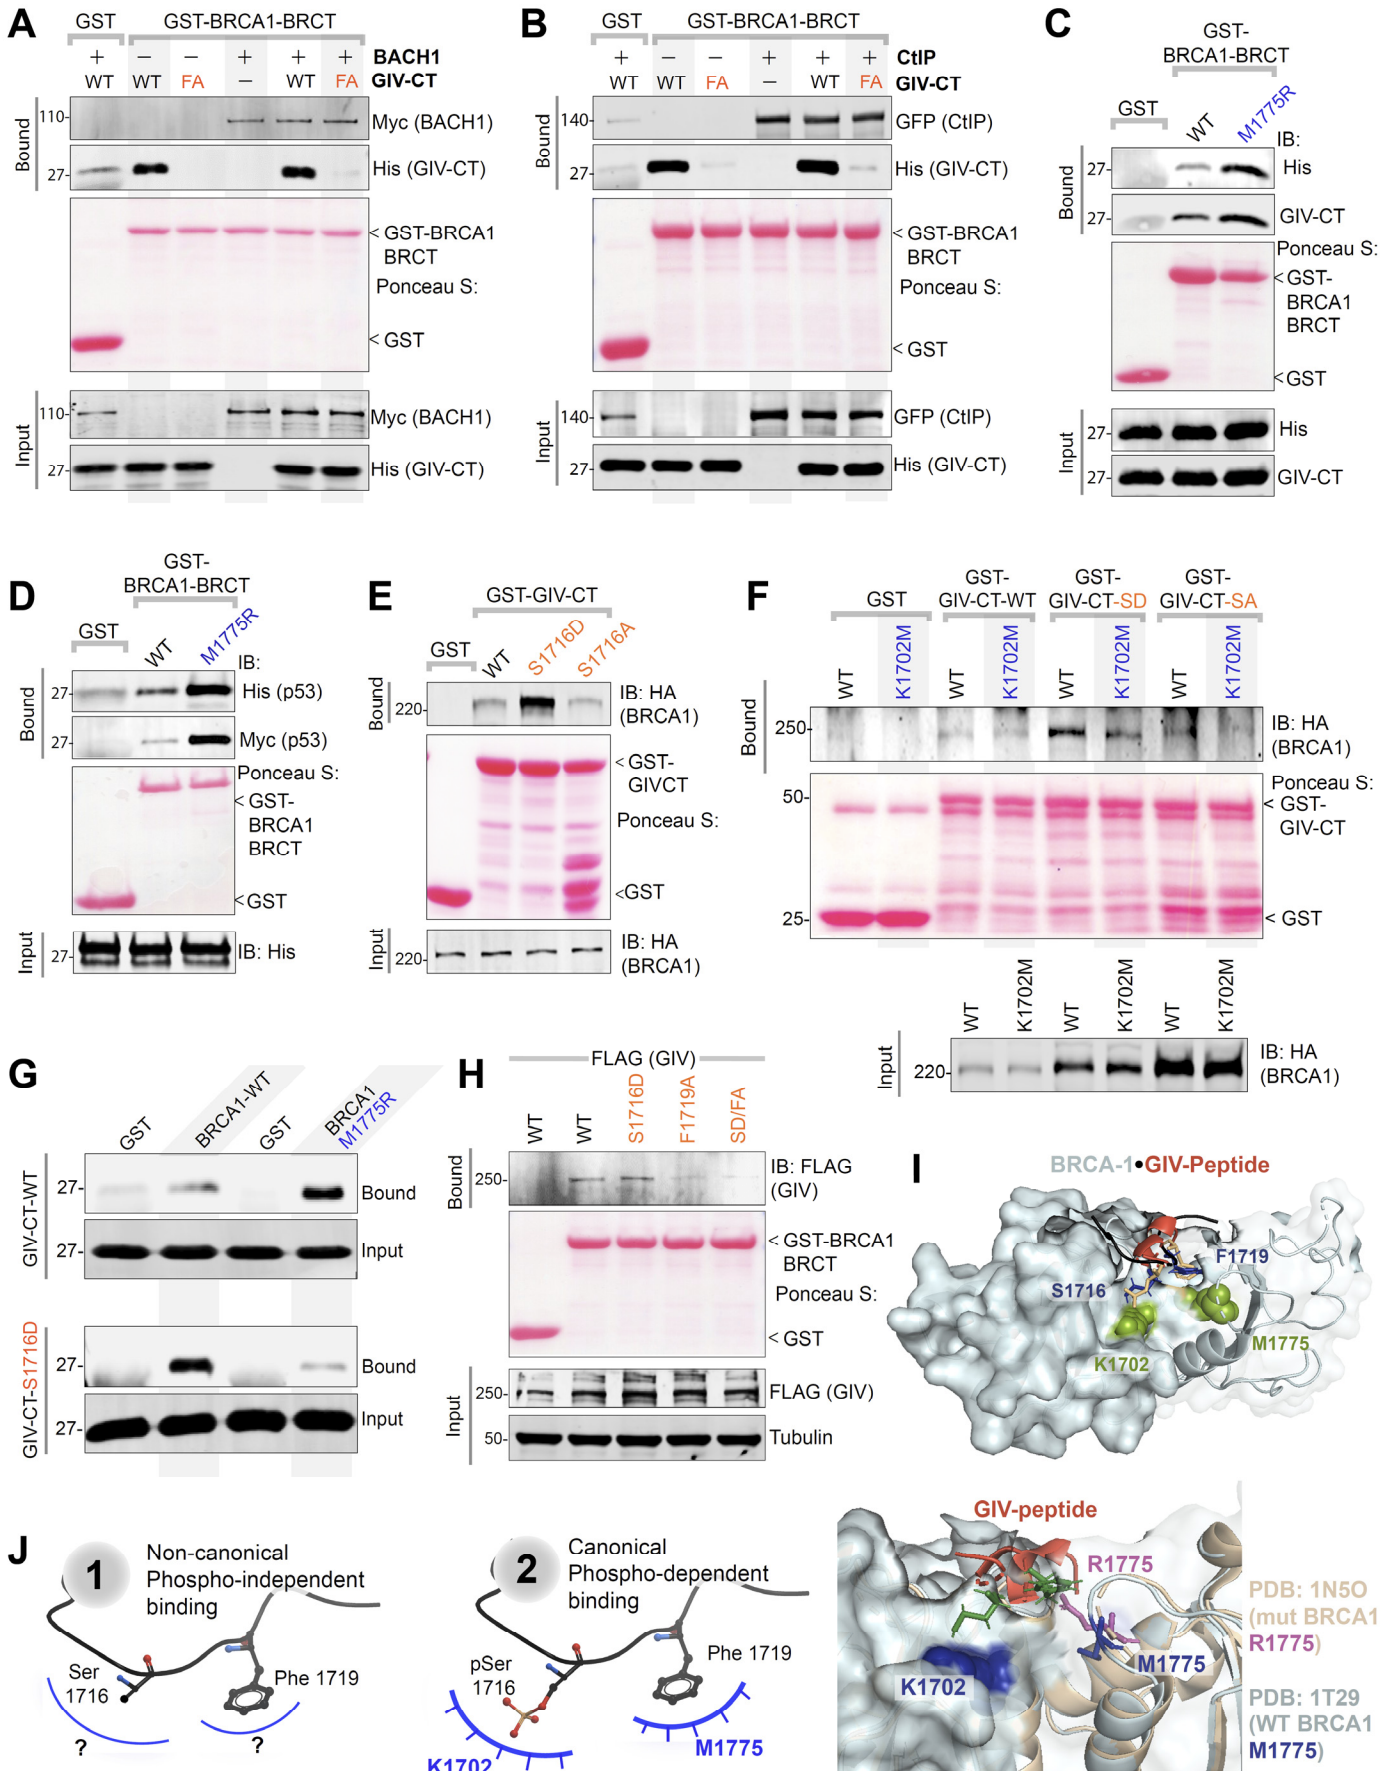 A
GST GST-BRCA1-BRCT
+ − − + + + BACH1
WT WT FA − WT FA GIV-CT
Bound
110- Myc (BACH1)
27- His (GIV-CT)
< GST-BRCA1
BRCT
Ponceau S:
< GST
Input
110- Myc (BACH1)
27- His (GIV-CT)
B
GST GST-BRCA1-BRCT
+ − − + + + CtIP
WT WT FA − WT FA GIV-CT
Bound
140- GFP (CtIP)
27- His (GIV-CT)
< GST-BRCA1
BRCT
Ponceau S:
< GST
Input
140- GFP (CtIP)
27- His (GIV-CT)
C
GST-
BRCA1-BRCT
GST WT M1775R
IB:
Bound
27- His
27- GIV-CT
Ponceau S:
<GST-
BRCA1
BRCT
<GST
Input
27- His
27- GIV-CT
D
GST-
BRCA1-BRCT
GST WT M1775R
IB:
Bound
27- His (p53)
27- Myc (p53)
Ponceau S:
< GST-
BRCA1
BRCT
<GST
Input
27- IB: His
E
GST-GIV-CT
GST WT S1716D S1716A
Bound
220- IB: HA
(BRCA1)
< GST-
GIVCT
Ponceau S:
<GST
Input
220- IB: HA
(BRCA1)
F
GST
GST-
GIV-CT-WT
GST-
GIV-CT-SD
GST-
GIV-CT-SA
WT K1702M WT K1702M WT K1702M WT K1702M
Bound
250- IB: HA
(BRCA1)
Ponceau S:
50- < GST-
GIV-CT
25- < GST
WT K1702M WT K1702M WT K1702M
Input
220- IB: HA
(BRCA1)
G
GST BRCA1-WT GST BRCA1
M1775R
GIV-CT-WT
27- Bound
27- Input
GIV-CT-S1716D
27- Bound
27- Input
H
FLAG (GIV)
WT WT S1716D F1719A SD/FA
Bound
250- IB: FLAG
(GIV)
< GST-BRCA1
BRCT
Ponceau S:
< GST
Input
250- FLAG (GIV)
50- Tubulin
I
BRCA-1•GIV-Peptide
F1719
S1716
M1775
K1702
GIV-peptide
R1775
K1702
M1775
PDB: 1N5O
(mut BRCA1
R1775)
PDB: 1T29
(WT BRCA1
M1775)
J
1
Non-canonical
Phospho-independent
binding
Ser
1716
Phe 1719
?
?
2
Canonical
Phospho-dependent
binding
pSer
1716
Phe 1719
K1702
M1775